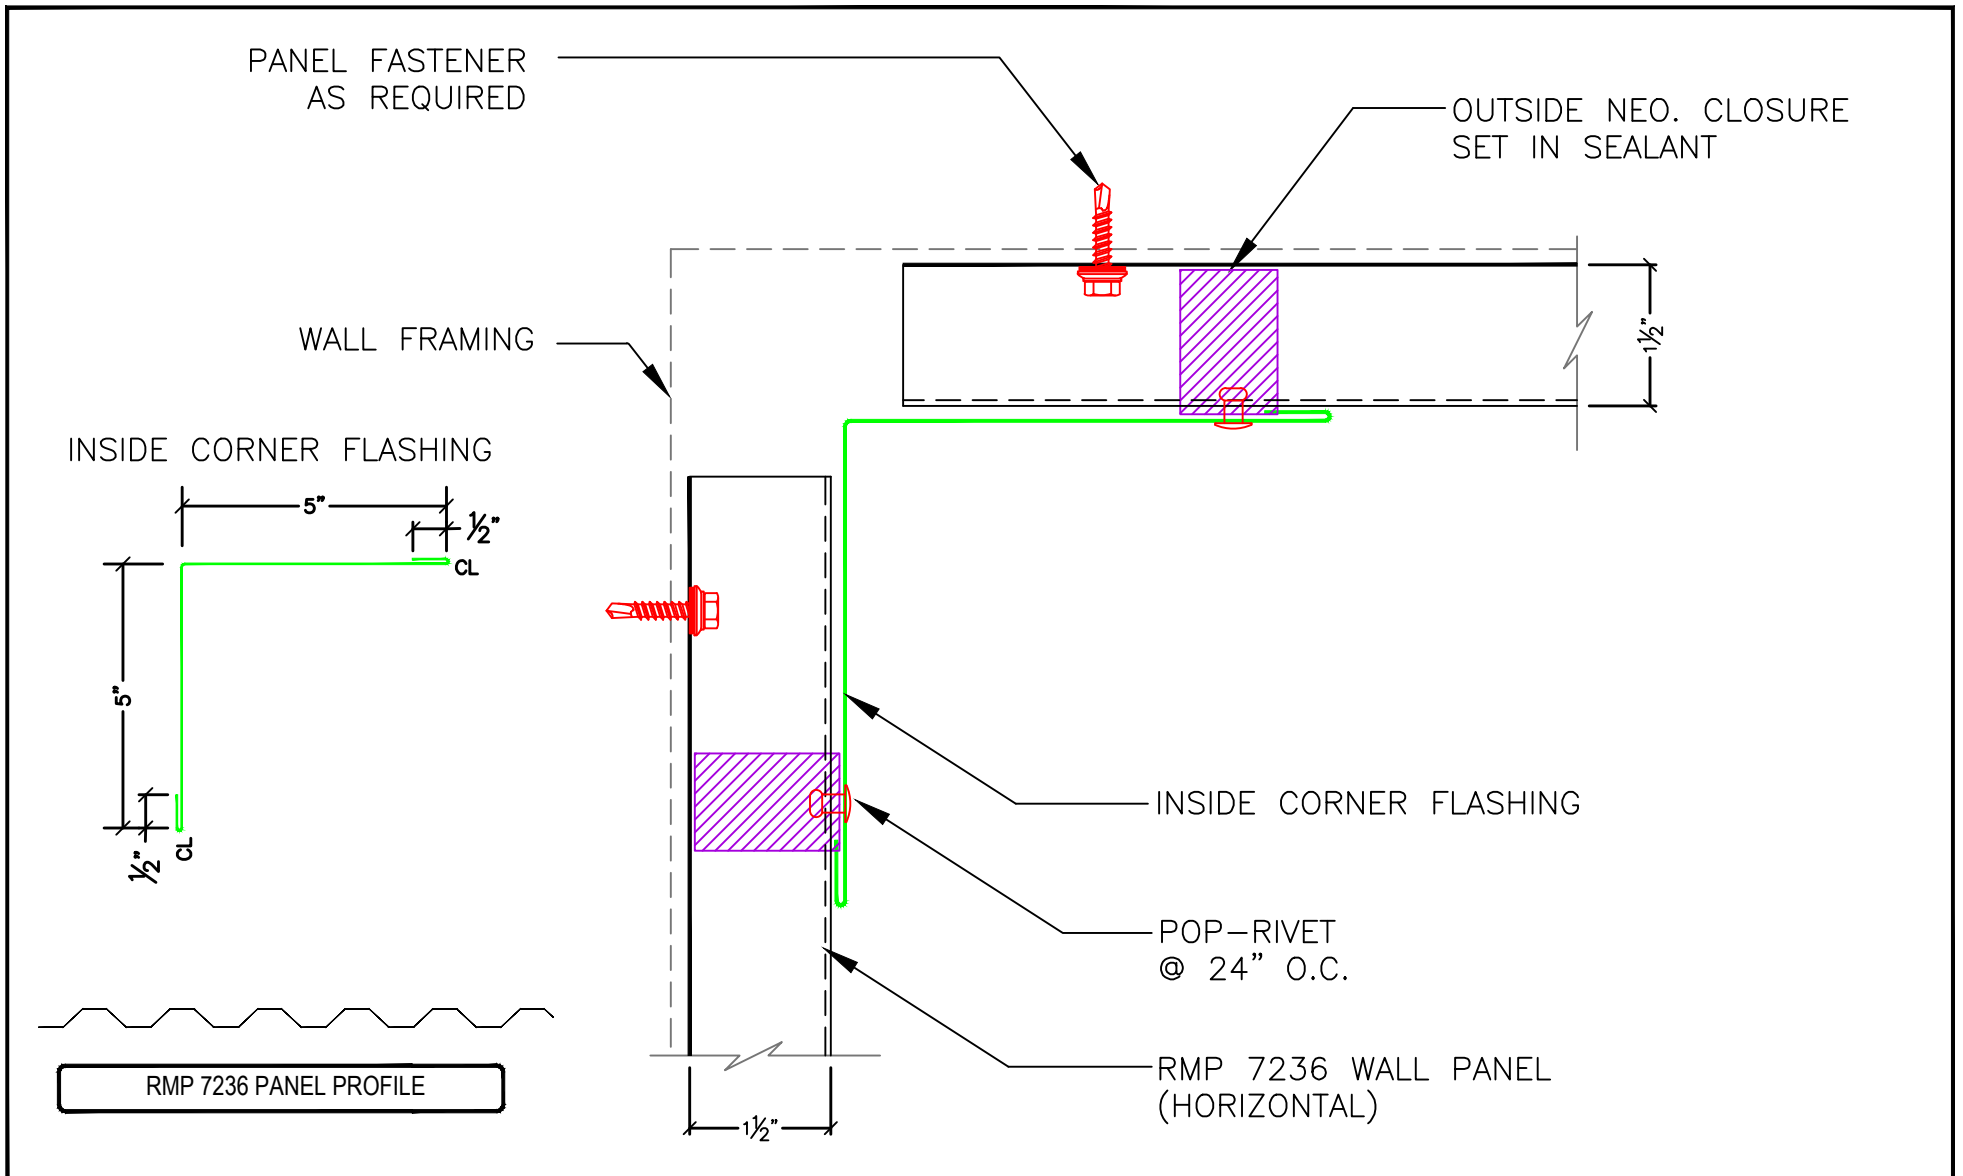 PANEL FASTENER
AS REQUIRED
OUTSIDE NEO. CLOSURE
SET IN SEALANT
WALL FRAMING
1½"
INSIDE CORNER FLASHING
5"
½"
CL
5"
½"
CL
INSIDE CORNER FLASHING
POP-RIVET
@ 24" O.C.
RMP 7236 WALL PANEL
(HORIZONTAL)
RMP 7236 PANEL PROFILE
1½"